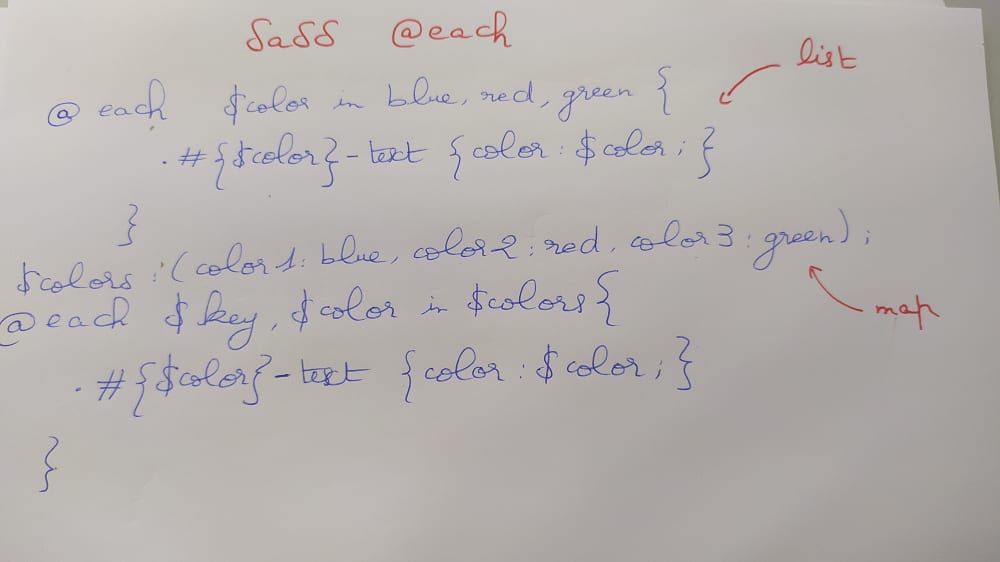 Sass @each
list
@each $color in blue, red, green {
.#{$color}-text {color: $color;}
}
$colors: (color1: blue, color2: red, color3: green);
@each $key, $color in $colors {
map
.#{$color}-text {color: $color;}
}